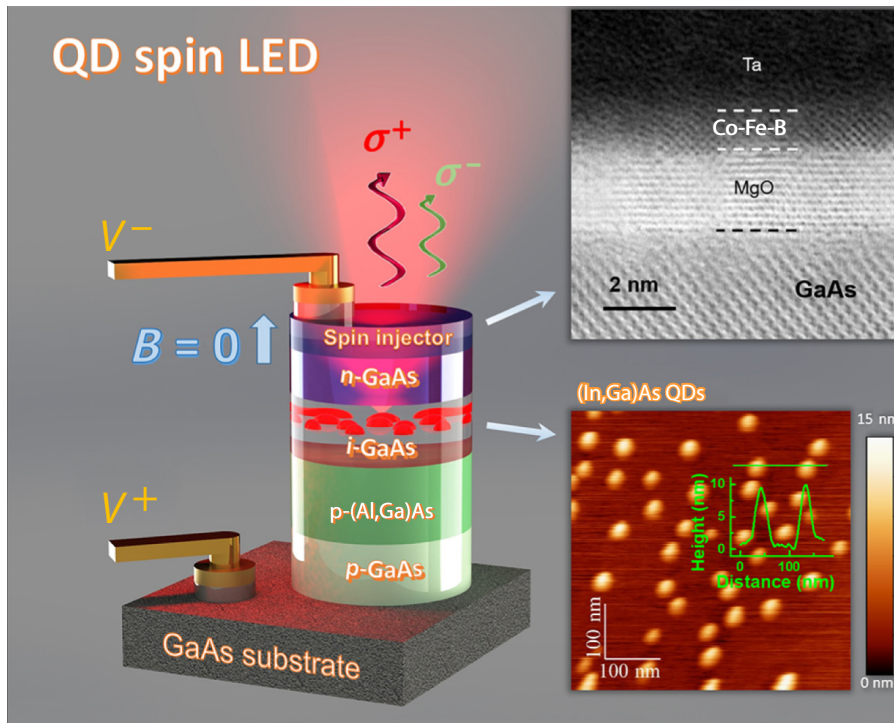 QD spin LED
σ⁺
σ⁻
V⁻
B = 0
Spin injector
n-GaAs
i-GaAs
p-(Al,Ga)As
p-GaAs
V⁺
GaAs substrate
Ta
Co-Fe-B
MgO
2 nm
GaAs
(In,Ga)As QDs
15 nm
0 nm
10
5
0
Height (nm)
0
100
Distance (nm)
100 nm
100 nm